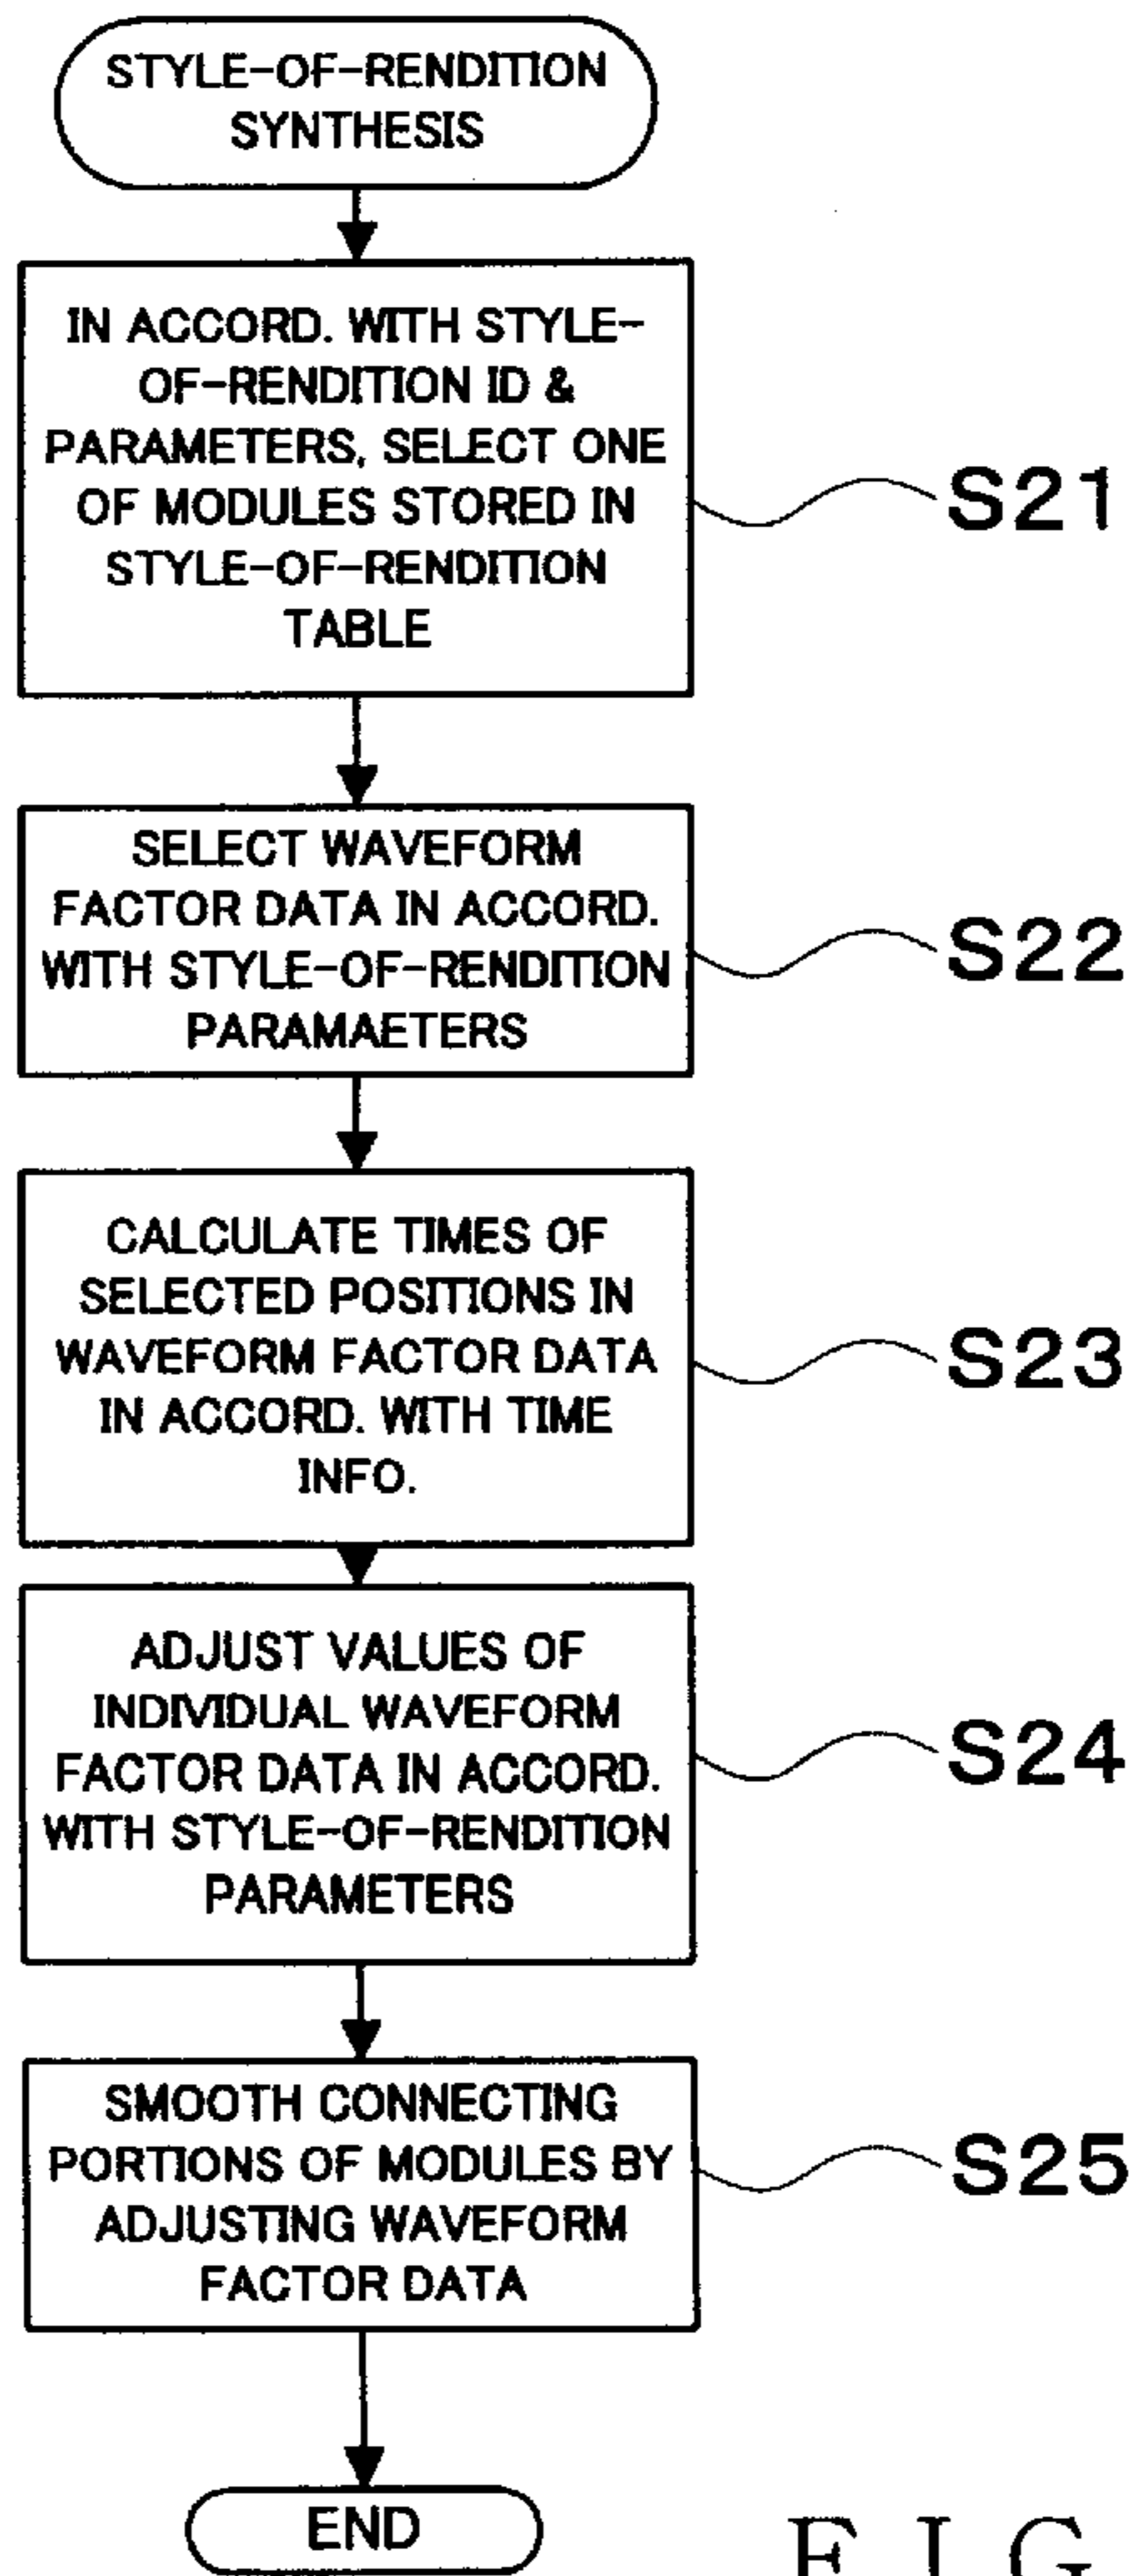 STYLE-OF-RENDITION
SYNTHESIS
IN ACCORD. WITH STYLE-
OF-RENDITION ID &
PARAMETERS, SELECT ONE
OF MODULES STORED IN
STYLE-OF-RENDITION
TABLE
S21
SELECT WAVEFORM
FACTOR DATA IN ACCORD.
WITH STYLE-OF-RENDITION
PARAMAETERS
S22
CALCULATE TIMES OF
SELECTED POSITIONS IN
WAVEFORM FACTOR DATA
IN ACCORD. WITH TIME
INFO.
S23
ADJUST VALUES OF
INDIVIDUAL WAVEFORM
FACTOR DATA IN ACCORD.
WITH STYLE-OF-RENDITION
PARAMETERS
S24
SMOOTH CONNECTING
PORTIONS OF MODULES BY
ADJUSTING WAVEFORM
FACTOR DATA
S25
END
FIG